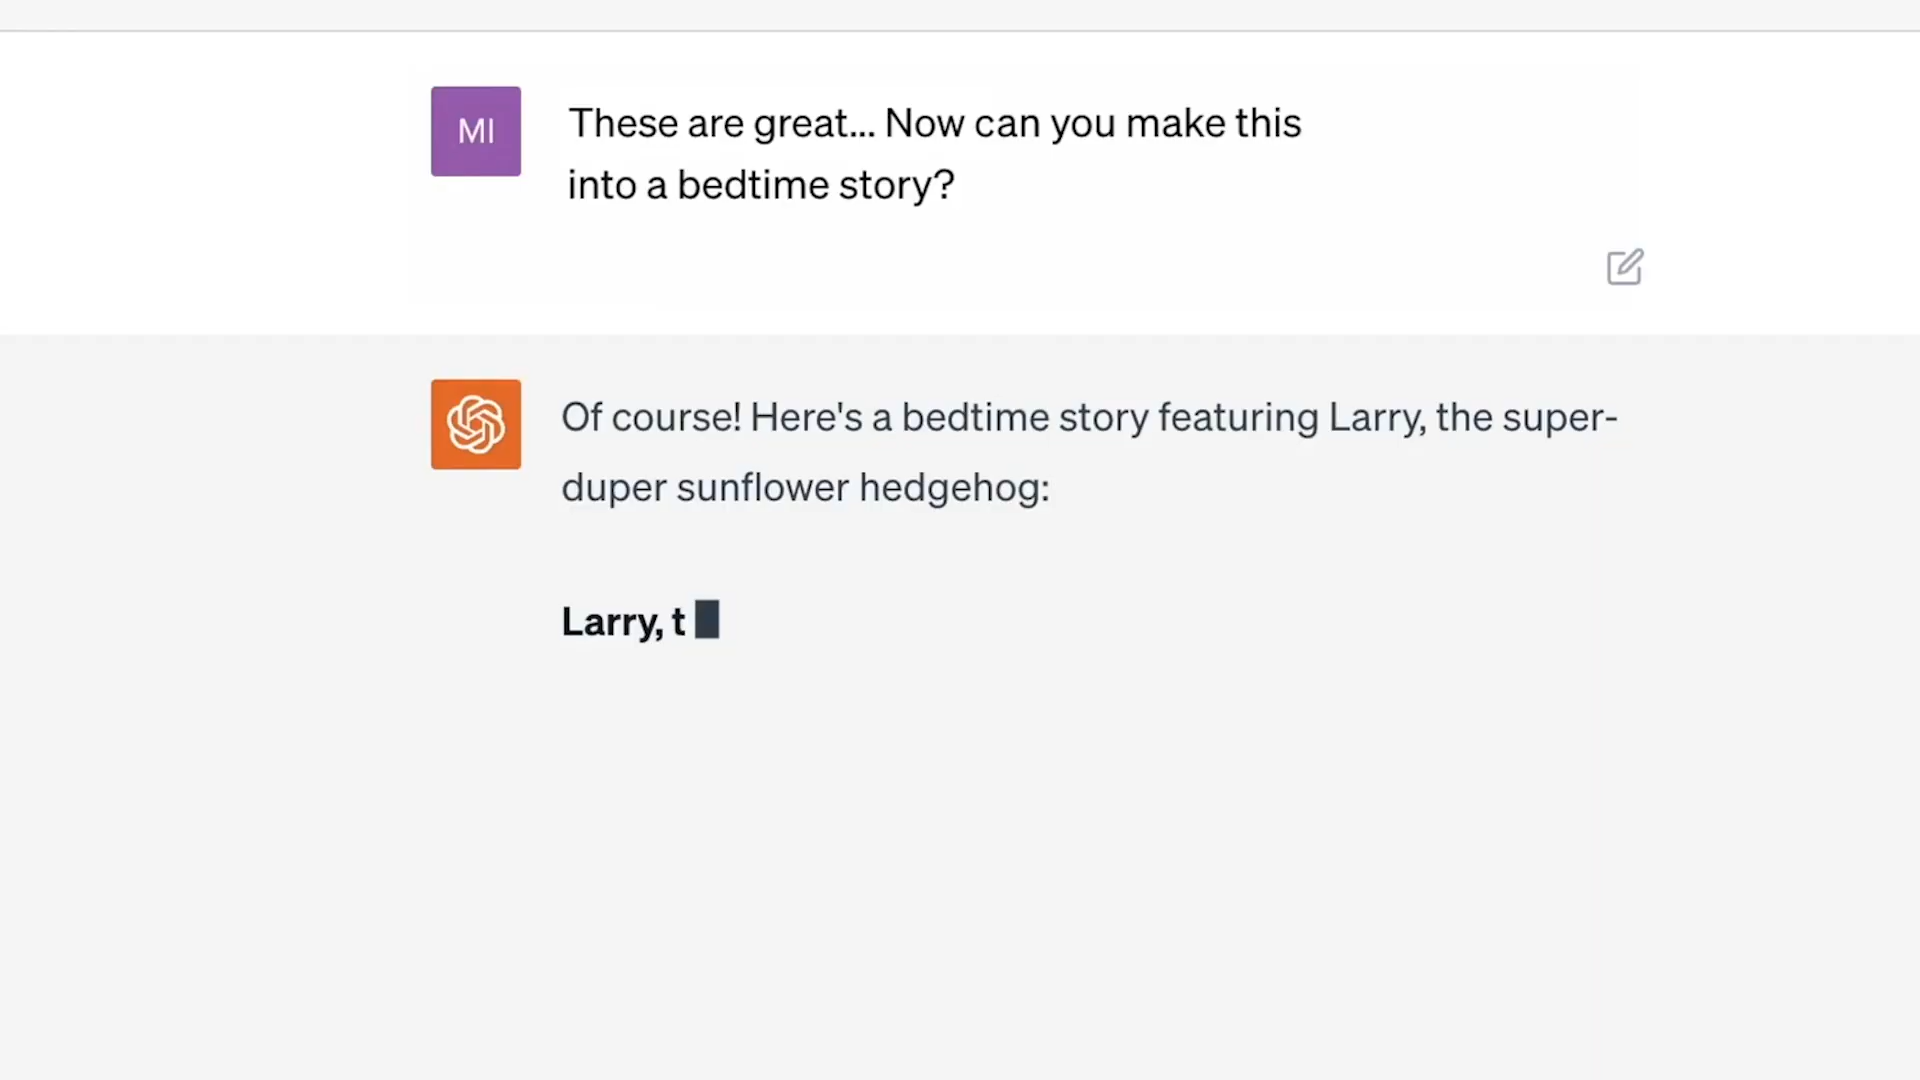 MI
These are great... Now can you make this
into a bedtime story?
Of course! Here's a bedtime story featuring Larry, the super-
duper sunflower hedgehog:
Larry, t